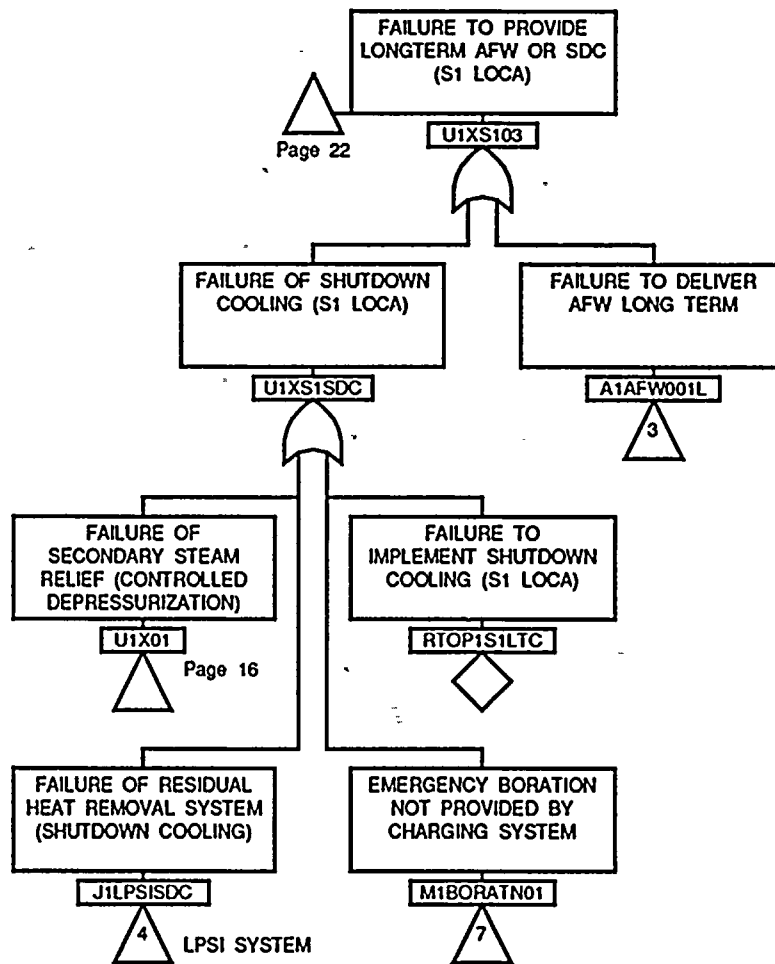 FAILURE TO PROVIDE
LONGTERM AFW OR SDC
(S1 LOCA)
Page 22
U1XS103
FAILURE OF SHUTDOWN
COOLING (S1 LOCA)
U1XS1SDC
FAILURE TO DELIVER
AFW LONG TERM
A1AFW001L
3
FAILURE OF
SECONDARY STEAM
RELIEF (CONTROLLED
DEPRESSURIZATION)
U1X01
Page 16
FAILURE TO
IMPLEMENT SHUTDOWN
COOLING (S1 LOCA)
RTOP1S1LTC
FAILURE OF RESIDUAL
HEAT REMOVAL SYSTEM
(SHUTDOWN COOLING)
J1LPSISDC
4
LPSI SYSTEM
EMERGENCY BORATION
NOT PROVIDED BY
CHARGING SYSTEM
M1BORATN01
7